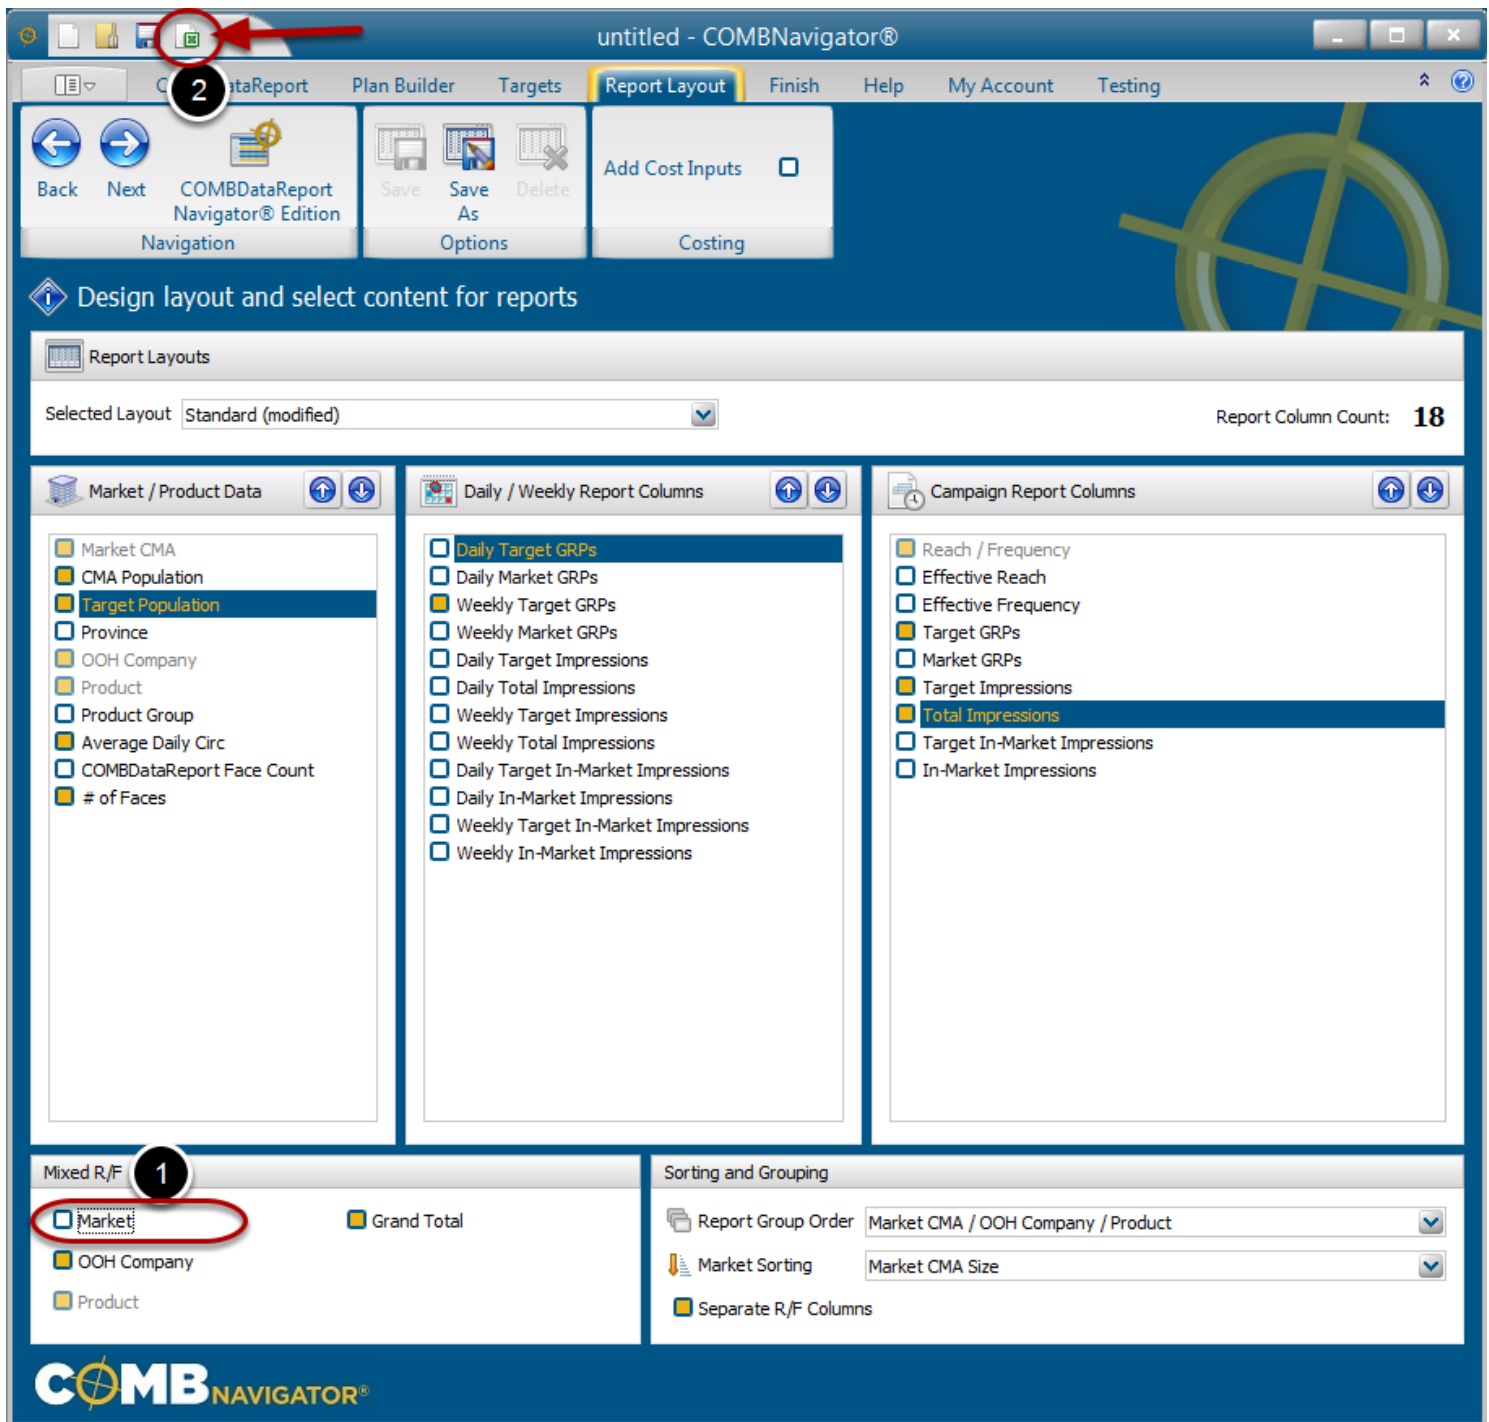 untitled - COMBNavigator®
2
C taReport Plan Builder Targets Report Layout Finish Help My Account Testing
Back Next COMBDataReport Navigator® Edition
Navigation
Save Save As Delete
Options
Add Cost Inputs
Costing
Design layout and select content for reports
Report Layouts
Selected Layout Standard (modified)
Report Column Count: 18
Market / Product Data
Market CMA
CMA Population
Target Population
Province
OOH Company
Product
Product Group
Average Daily Circ
COMBDataReport Face Count
# of Faces
Daily / Weekly Report Columns
Daily Target GRPs
Daily Market GRPs
Weekly Target GRPs
Weekly Market GRPs
Daily Target Impressions
Daily Total Impressions
Weekly Target Impressions
Weekly Total Impressions
Daily Target In-Market Impressions
Daily In-Market Impressions
Weekly Target In-Market Impressions
Weekly In-Market Impressions
Campaign Report Columns
Reach / Frequency
Effective Reach
Effective Frequency
Target GRPs
Market GRPs
Target Impressions
Total Impressions
Target In-Market Impressions
In-Market Impressions
Mixed R/F
1
Market
Grand Total
OOH Company
Product
Sorting and Grouping
Report Group Order Market CMA / OOH Company / Product
Market Sorting Market CMA Size
Separate R/F Columns
COMBNAVIGATOR®